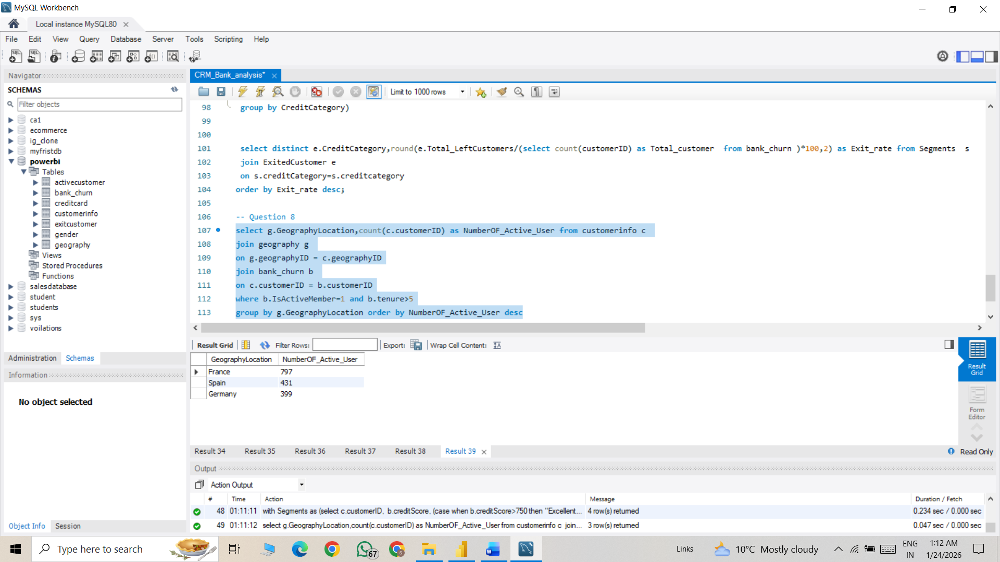 MySQL Workbench
Local instance MySQL80
File Edit View Query Database Server Tools Scripting Help
Navigator
SCHEMAS
Filter objects
ca1
ecommerce
ig_clone
myfristdb
powerbi
Tables
activecustomer
bank_churn
creditcard
customerinfo
exitcustomer
gender
geography
Views
Stored Procedures
Functions
salesdatabase
student
students
sys
voilations
Administration Schemas
Information
No object selected
Object Info Session
CRM_Bank_analysis*
Limit to 1000 rows
98 group by CreditCategory)
99
100
101 select distinct e.CreditCategory,round(e.Total_LeftCustomers/(select count(customerID) as Total_customer  from bank_churn )*100,2) as Exit_rate from Segments  s
102 join ExitedCustomer e
103 on s.creditCategory=s.creditcategory
104 order by Exit_rate desc;
105
106 -- Question 8
107 select g.GeographyLocation,count(c.customerID) as NumberOF_Active_User from customerinfo c
108 join geography g
109 on g.geographyID = c.geographyID
110 join bank_churn b
111 on c.customerID = b.customerID
112 where b.IsActiveMember=1 and b.tenure>5
113 group by g.GeographyLocation order by NumberOF_Active_User desc
Result Grid Filter Rows: Export: Wrap Cell Content:
GeographyLocation NumberOF_Active_User
France 797
Spain 431
Germany 399
Result Grid
Form Editor
Result 34 Result 35 Result 36 Result 37 Result 38 Result 39
Read Only
Output
Action Output
# Time Action Message Duration / Fetch
48 01:11:11 with Segments as (select c.customerID, b.creditScore, (case when b.creditScore>750 then "Excellent... 4 row(s) returned 0.234 sec / 0.000 sec
49 01:11:12 select g.GeographyLocation,count(c.customerID) as NumberOF_Active_User from customerinfo c join... 3 row(s) returned 0.047 sec / 0.000 sec
Type here to search
67
S
Links
10°C Mostly cloudy
ENG
IN
1:12 AM
1/24/2026